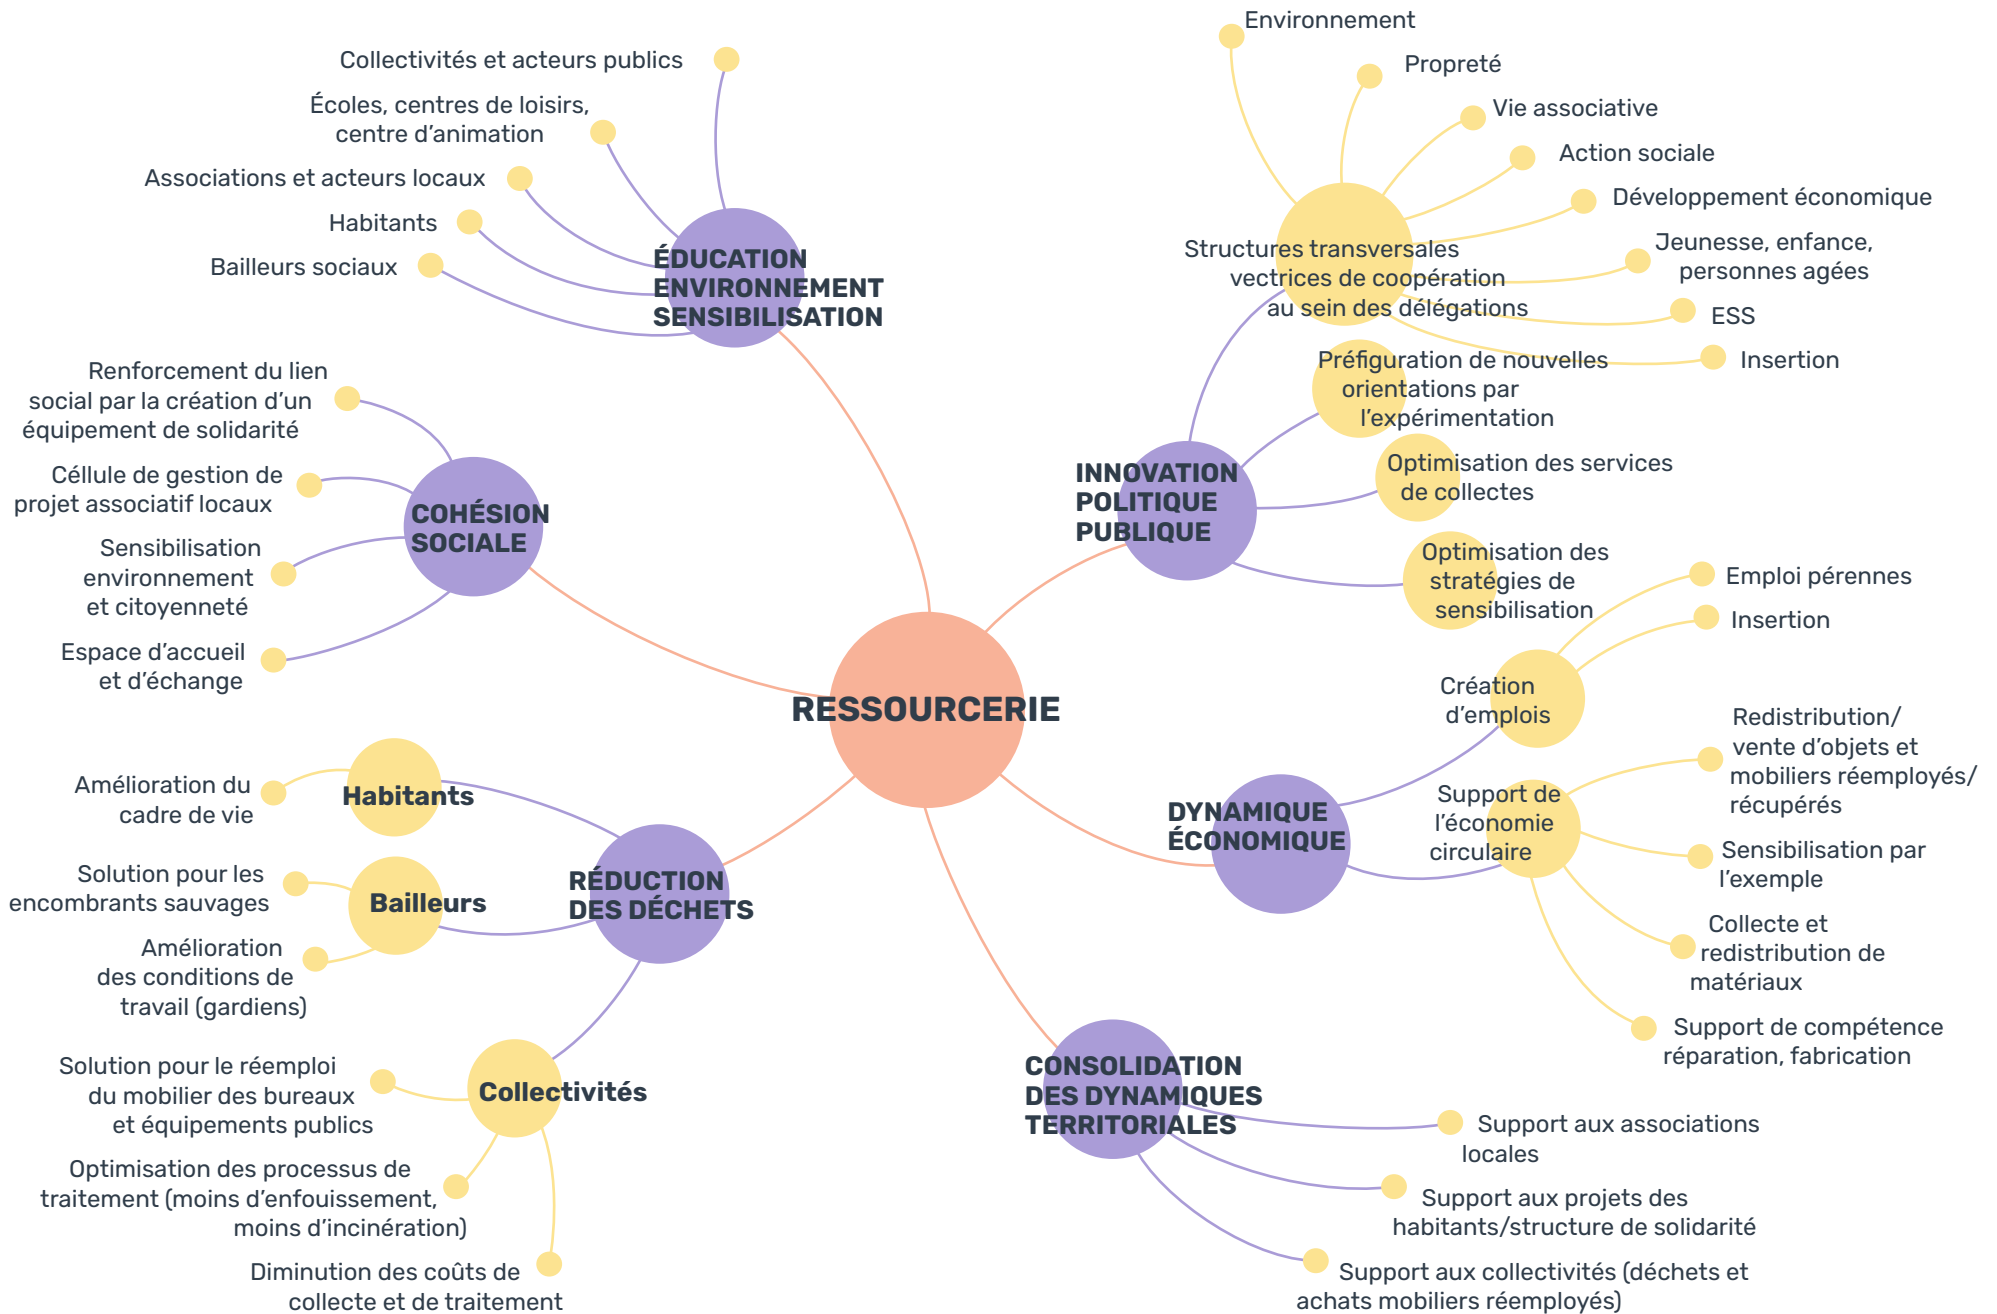 Collectivités et acteurs publics
Écoles, centres de loisirs,
centre d’animation
Associations et acteurs locaux
Habitants
Bailleurs sociaux
ÉDUCATION
ENVIRONNEMENT
SENSIBILISATION
Renforcement du lien
social par la création d’un
équipement de solidarité
Céllule de gestion de
projet associatif locaux
Sensibilisation
environnement
et citoyenneté
Espace d’accueil
et d’échange
COHÉSION
SOCIALE
RESSOURCERIE
Environnement
Propreté
Vie associative
Action sociale
Développement économique
Jeunesse, enfance,
personnes agées
ESS
Insertion
Structures transversales
vectrices de coopération
au sein des délégations
Préfiguration de nouvelles
orientations par
l’expérimentation
Optimisation des services
de collectes
Optimisation des
stratégies de
sensibilisation
INNOVATION
POLITIQUE
PUBLIQUE
Emploi pérennes
Insertion
Création
d’emplois
Redistribution/
vente d’objets et
mobiliers réemployés/
récupérés
Support de
l’économie
circulaire
Sensibilisation par
l’exemple
Collecte et
redistribution de
matériaux
Support de compétence
réparation, fabrication
DYNAMIQUE
ÉCONOMIQUE
Amélioration du
cadre de vie
Habitants
Solution pour les
encombrants sauvages
Bailleurs
Amélioration
des conditions de
travail (gardiens)
RÉDUCTION
DES DÉCHETS
Solution pour le réemploi
du mobilier des bureaux
et équipements publics
Collectivités
Optimisation des processus de
traitement (moins d’enfouissement,
moins d’incinération)
Diminution des coûts de
collecte et de traitement
CONSOLIDATION
DES DYNAMIQUES
TERRITORIALES
Support aux associations
locales
Support aux projets des
habitants/structure de solidarité
Support aux collectivités (déchets et
achats mobiliers réemployés)